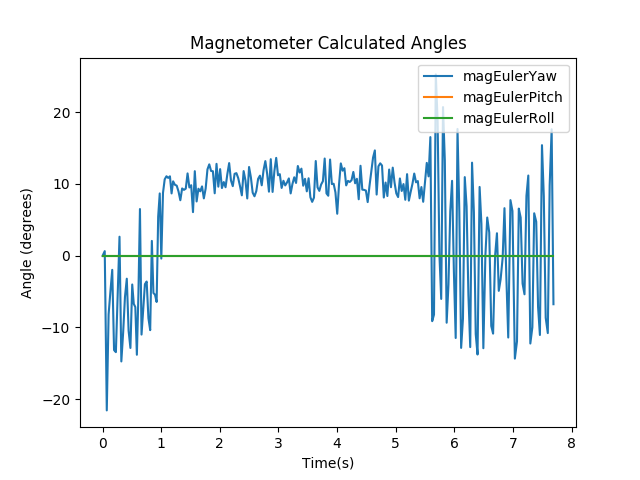 Magnetometer Calculated Angles
magEulerYaw
magEulerPitch
magEulerRoll
Angle (degrees)
20
10
0
−10
−20
0 1 2 3 4 5 6 7 8
Time(s)